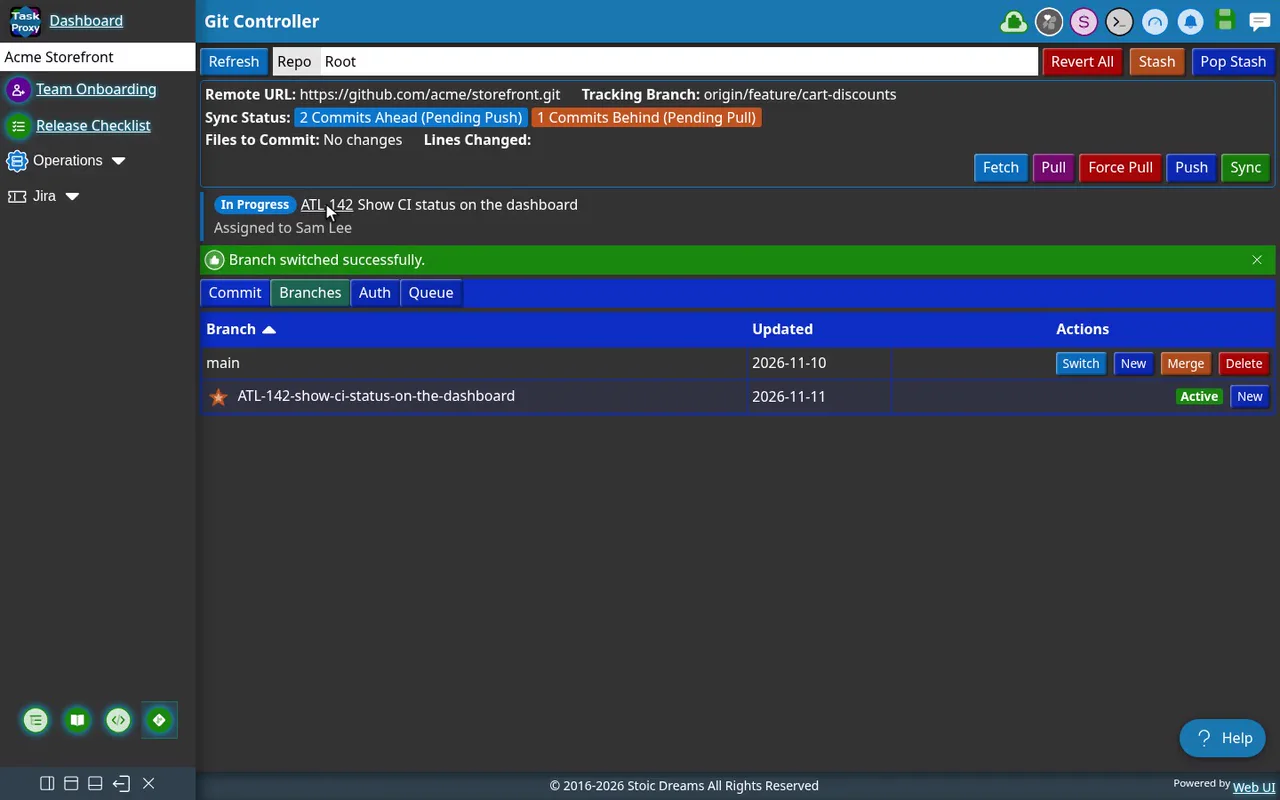 Task
Proxy
Dashboard
Git Controller
S
Acme Storefront
Refresh
Repo
Root
Revert All
Stash
Pop Stash
Team Onboarding
Release Checklist
Operations
Jira
Remote URL: https://github.com/acme/storefront.git
Tracking Branch: origin/feature/cart-discounts
Sync Status: 2 Commits Ahead (Pending Push) 1 Commits Behind (Pending Pull)
Files to Commit: No changes
Lines Changed:
Fetch
Pull
Force Pull
Push
Sync
In Progress ATL-142 Show CI status on the dashboard
Assigned to Sam Lee
Branch switched successfully.
Commit
Branches
Auth
Queue
Branch
Updated
Actions
main
2026-11-10
Switch
New
Merge
Delete
ATL-142-show-ci-status-on-the-dashboard
2026-11-11
Active
New
? Help
© 2016-2026 Stoic Dreams All Rights Reserved
Powered by Web UI